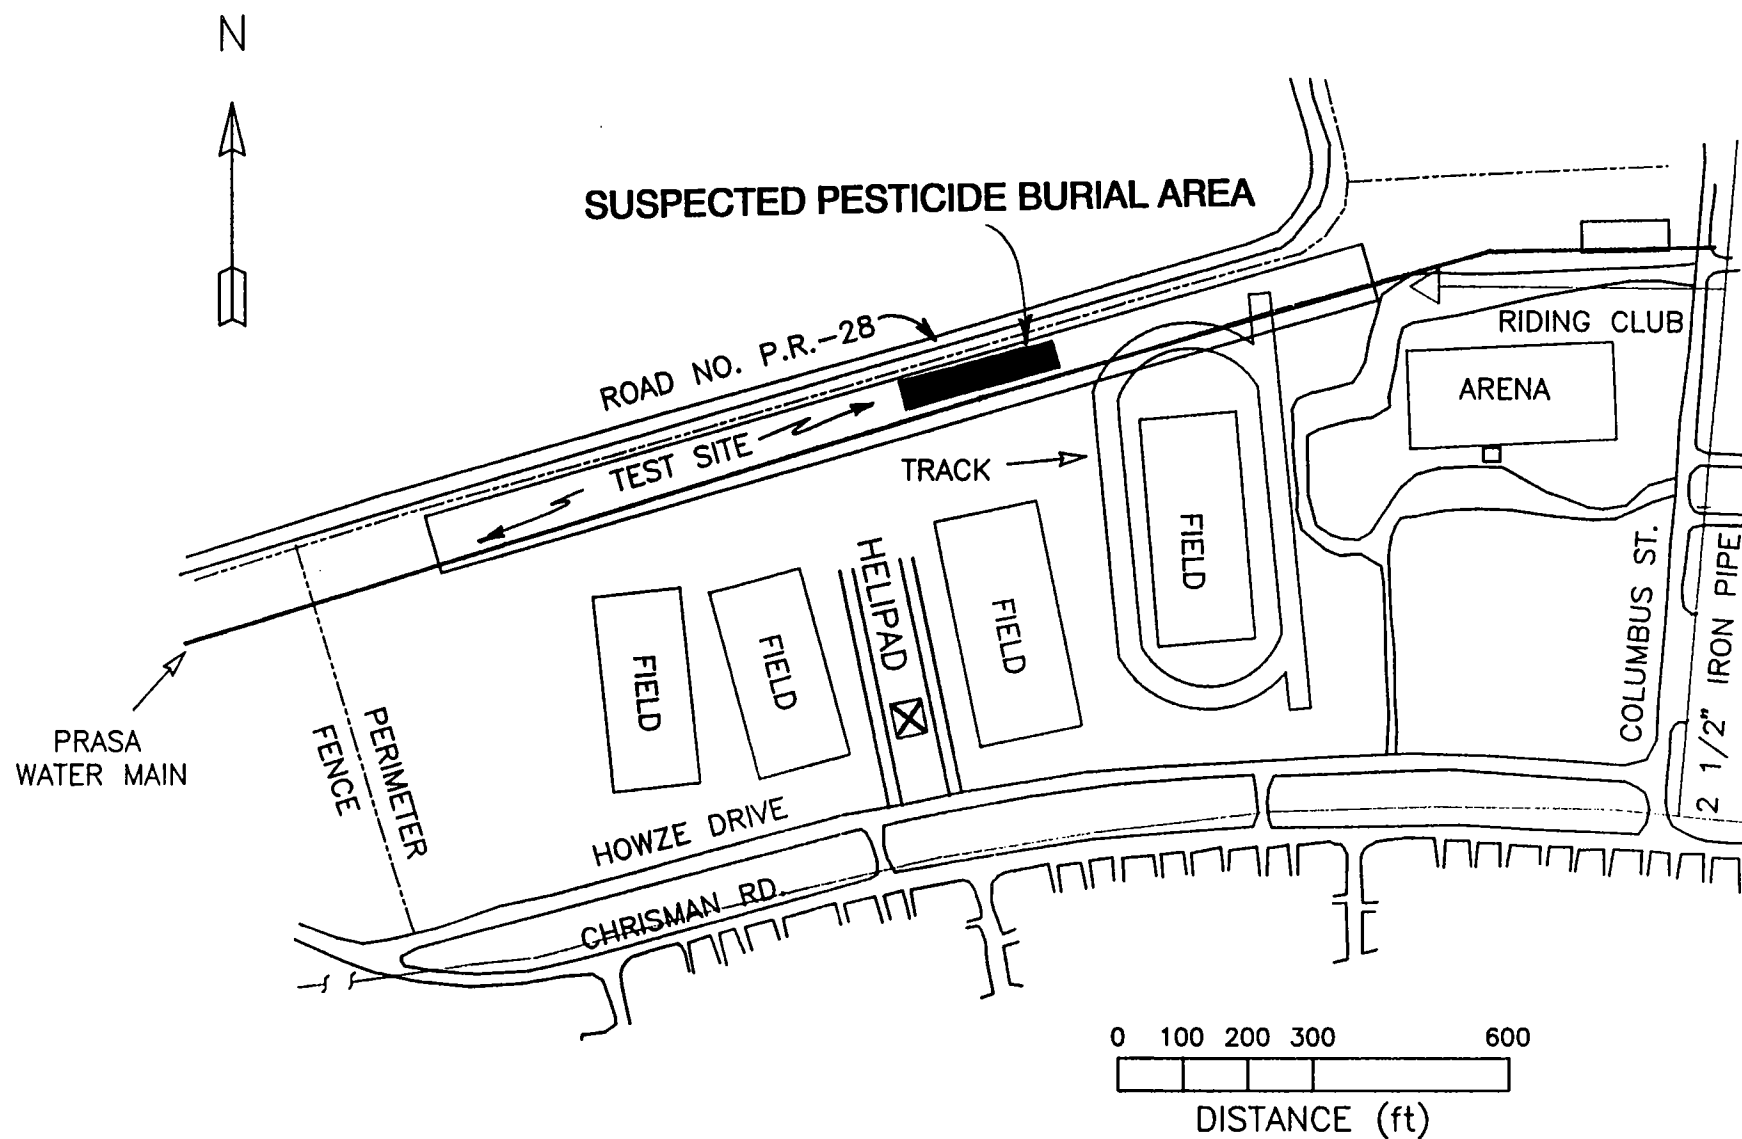 N
SUSPECTED PESTICIDE BURIAL AREA
ROAD NO. P.R.-28
RIDING CLUB
ARENA
TEST SITE
TRACK
FIELD
HELIPAD
FIELD
FIELD
FIELD
COLUMBUS ST.
2 1/2" IRON PIPE
PRASA
WATER MAIN
PERIMETER
FENCE
HOWZE DRIVE
CHRISMAN RD.
0 100 200 300 600
DISTANCE (ft)